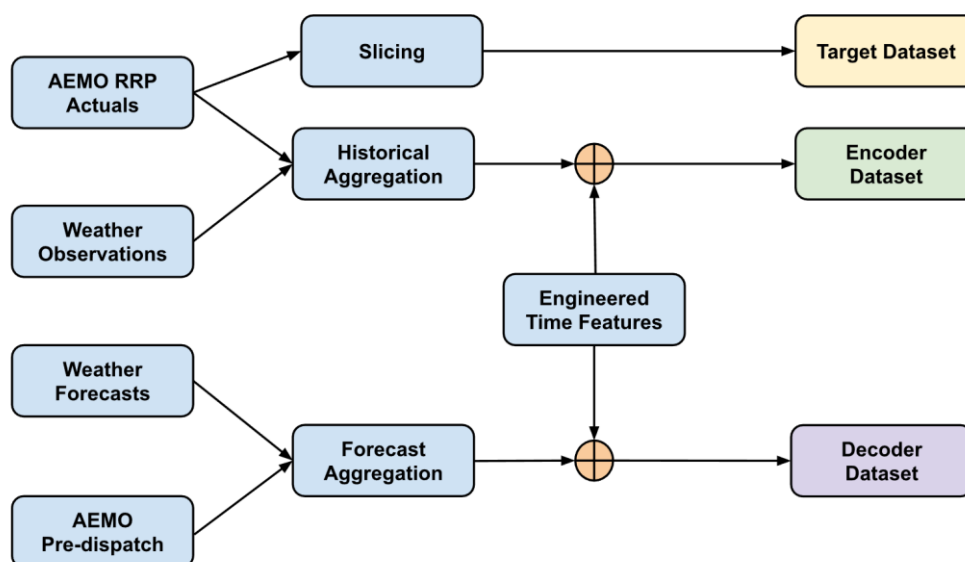 Slicing
Target Dataset
AEMO RRP
Actuals
Historical
Aggregation
Encoder
Dataset
Weather
Observations
Engineered
Time Features
Weather
Forecasts
Forecast
Aggregation
Decoder
Dataset
AEMO
Pre-dispatch